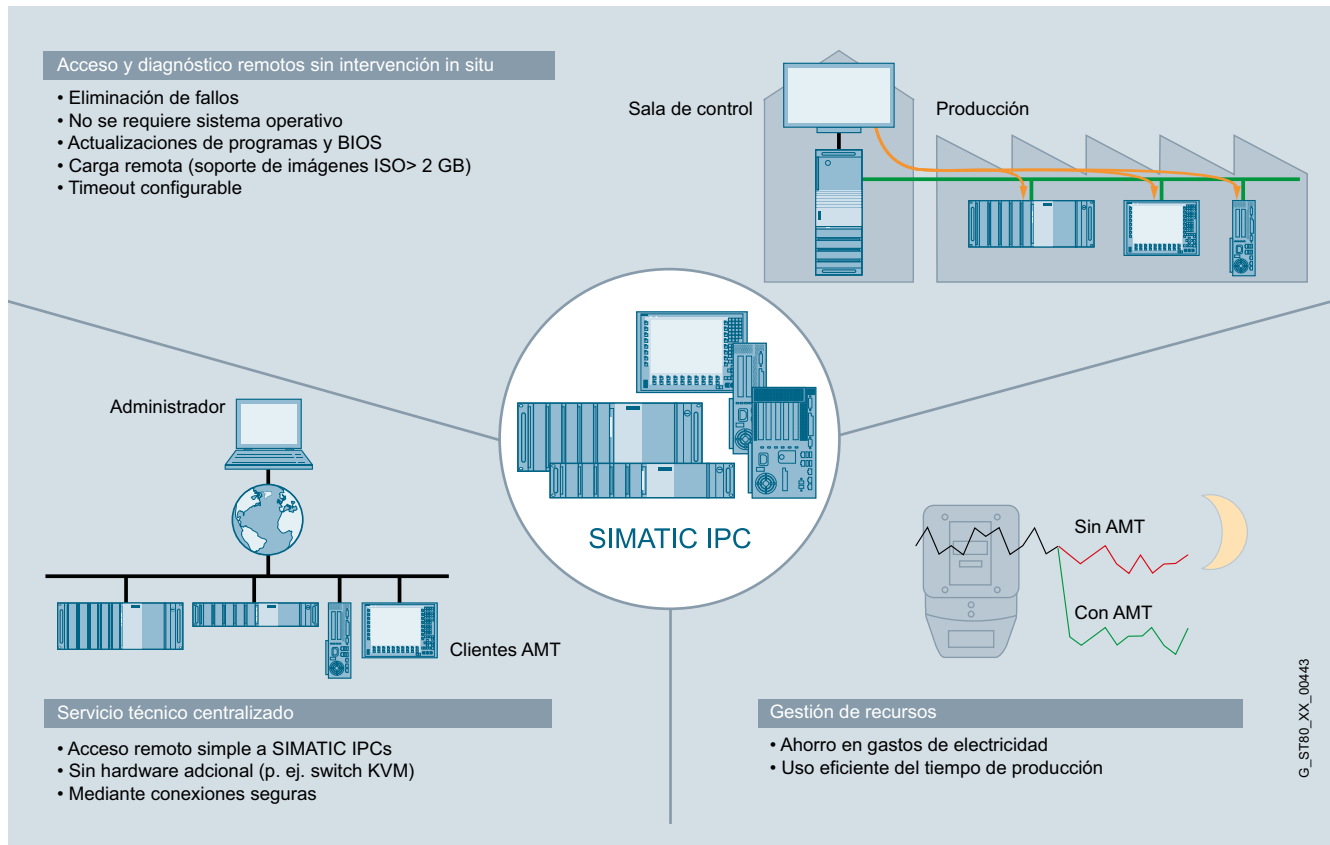 Acceso y diagnóstico remotos sin intervención in situ
• Eliminación de fallos
• No se requiere sistema operativo
• Actualizaciones de programas y BIOS
• Carga remota (soporte de imágenes ISO> 2 GB)
• Timeout configurable
Sala de control
Producción
Administrador
Clientes AMT
SIMATIC IPC
Sin AMT
Con AMT
Servicio técnico centralizado
• Acceso remoto simple a SIMATIC IPCs
• Sin hardware adcional (p. ej. switch KVM)
• Mediante conexiones seguras
Gestión de recursos
• Ahorro en gastos de electricidad
• Uso eficiente del tiempo de producción
G_ST80_XX_00443